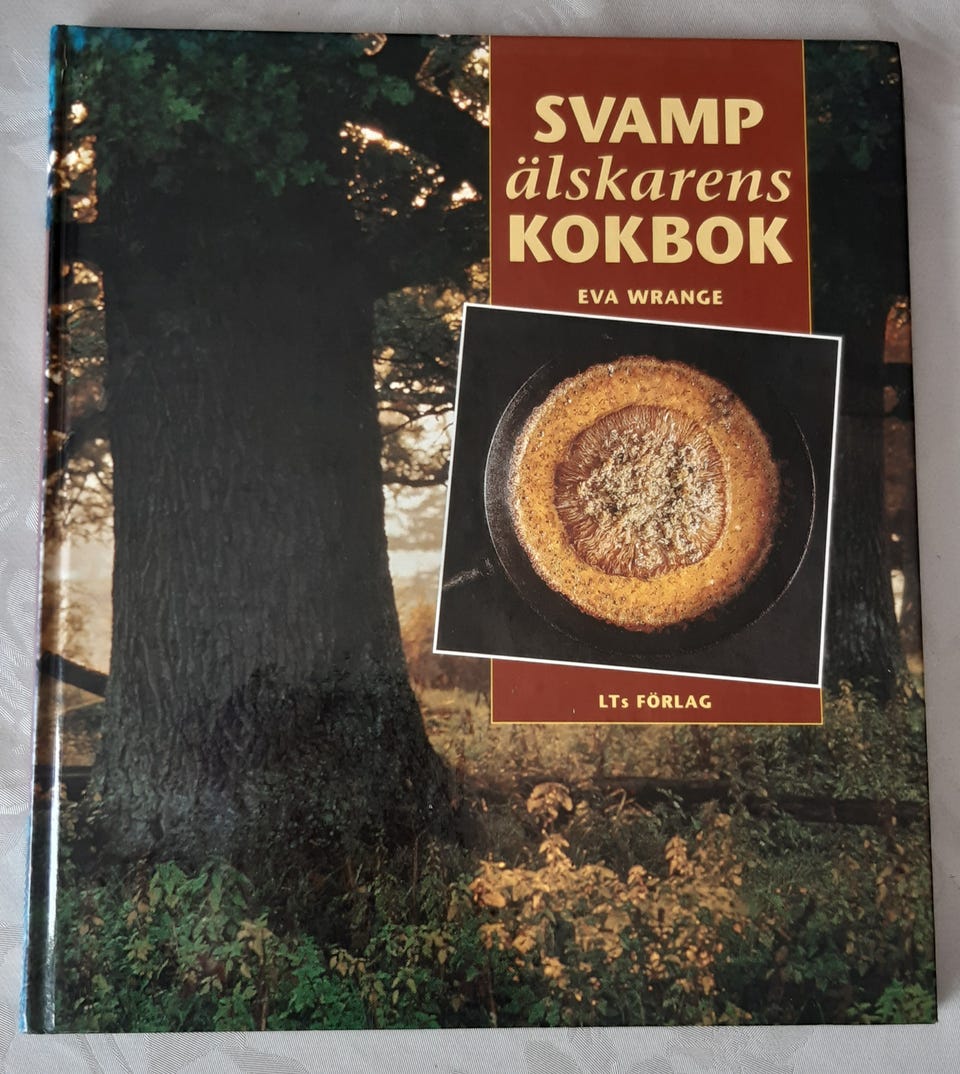 SVAMP
älskarens
KOKBOK
EVA WRANGE
LTs FÖRLAG